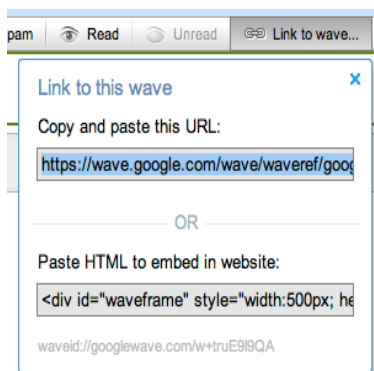 pam Read Unread Link to wave...
Link to this wave x
Copy and paste this URL:
https://wave.google.com/wave/waveref/goog
OR
Paste HTML to embed in website:
<div id="waveframe" style="width:500px; he
waveid://googlewave.com/w+truE9I9QA